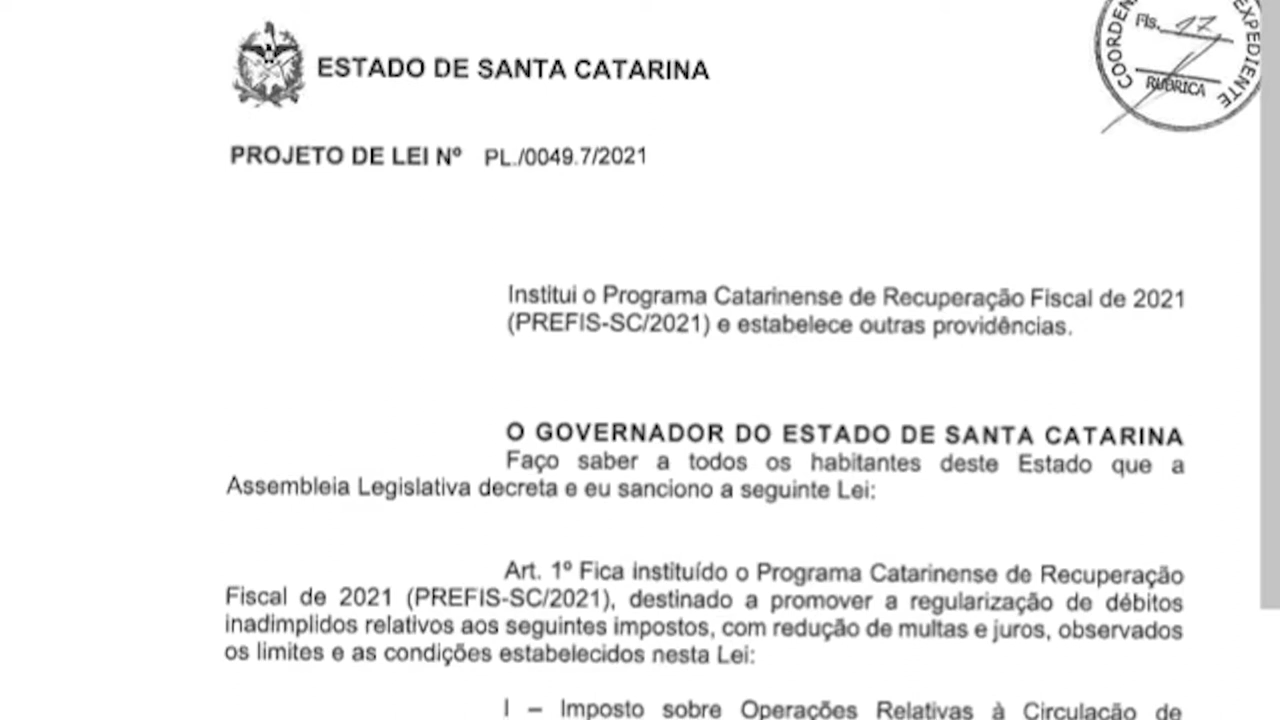 COORDEN
EXPEDIENTE
Fls. 17
RUBRICA
ESTADO DE SANTA CATARINA
PROJETO DE LEI Nº PL./0049.7/2021
Institui o Programa Catarinense de Recuperação Fiscal de 2021
(PREFIS-SC/2021) e estabelece outras providências.
O GOVERNADOR DO ESTADO DE SANTA CATARINA
Faço saber a todos os habitantes deste Estado que a
Assembleia Legislativa decreta e eu sanciono a seguinte Lei:
Art. 1º Fica instituído o Programa Catarinense de Recuperação
Fiscal de 2021 (PREFIS-SC/2021), destinado a promover a regularização de débitos
inadimplidos relativos aos seguintes impostos, com redução de multas e juros, observados
os limites e as condições estabelecidos nesta Lei:
I – Imposto sobre Operações Relativas à Circulação de